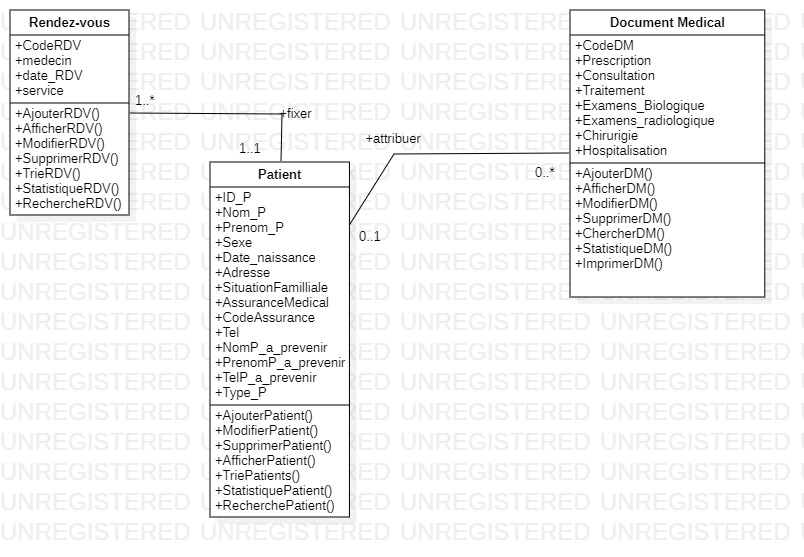 Rendez-vous
+CodeRDV
+medecin
+date_RDV
+service
+AjouterRDV()
+AfficherRDV()
+ModifierRDV()
+SupprimerRDV()
+TrieRDV()
+StatistiqueRDV()
+RechercheRDV()
1..*
+fixer
1..1
Patient
+ID_P
+Nom_P
+Prenom_P
+Sexe
+Date_naissance
+Adresse
+SituationFamilliale
+AssuranceMedical
+CodeAssurance
+Tel
+NomP_a_prevenir
+PrenomP_a_prevenir
+TelP_a_prevenir
+Type_P
+AjouterPatient()
+ModifierPatient()
+SupprimerPatient()
+AfficherPatient()
+TriePatients()
+StatistiquePatient()
+RecherchePatient()
+attribuer
0..1
0..*
Document Medical
+CodeDM
+Prescription
+Consultation
+Traitement
+Examens_Biologique
+Examens_radiologique
+Chirurigie
+Hospitalisation
+AjouterDM()
+AfficherDM()
+ModifierDM()
+SupprimerDM()
+ChercherDM()
+StatistiqueDM()
+ImprimerDM()
UNREGISTERED